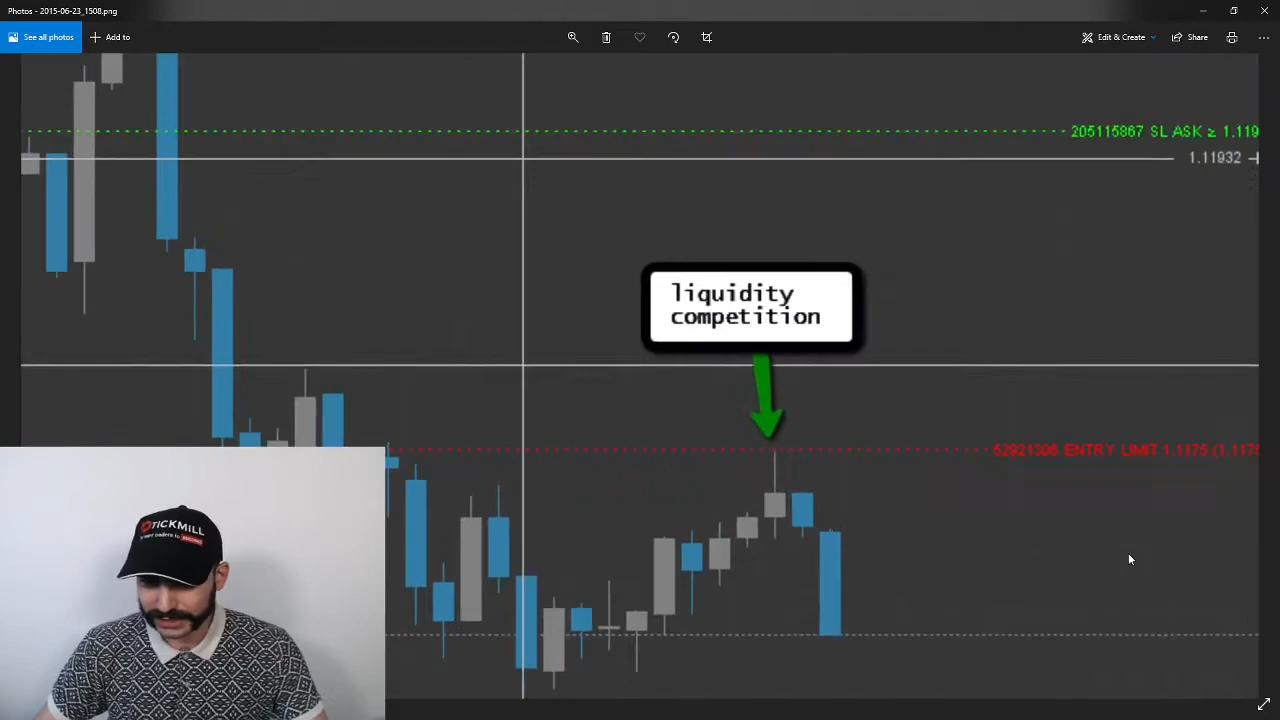 Photos - 2015-06-23_1508.png
See all photos
Add to
Edit & Create
Share
205115867 SL ASK ≥ 1.119
1.11932
liquidity
competition
52921306 ENTRY LIMIT 1.1175 (1.1175
TICKMILL